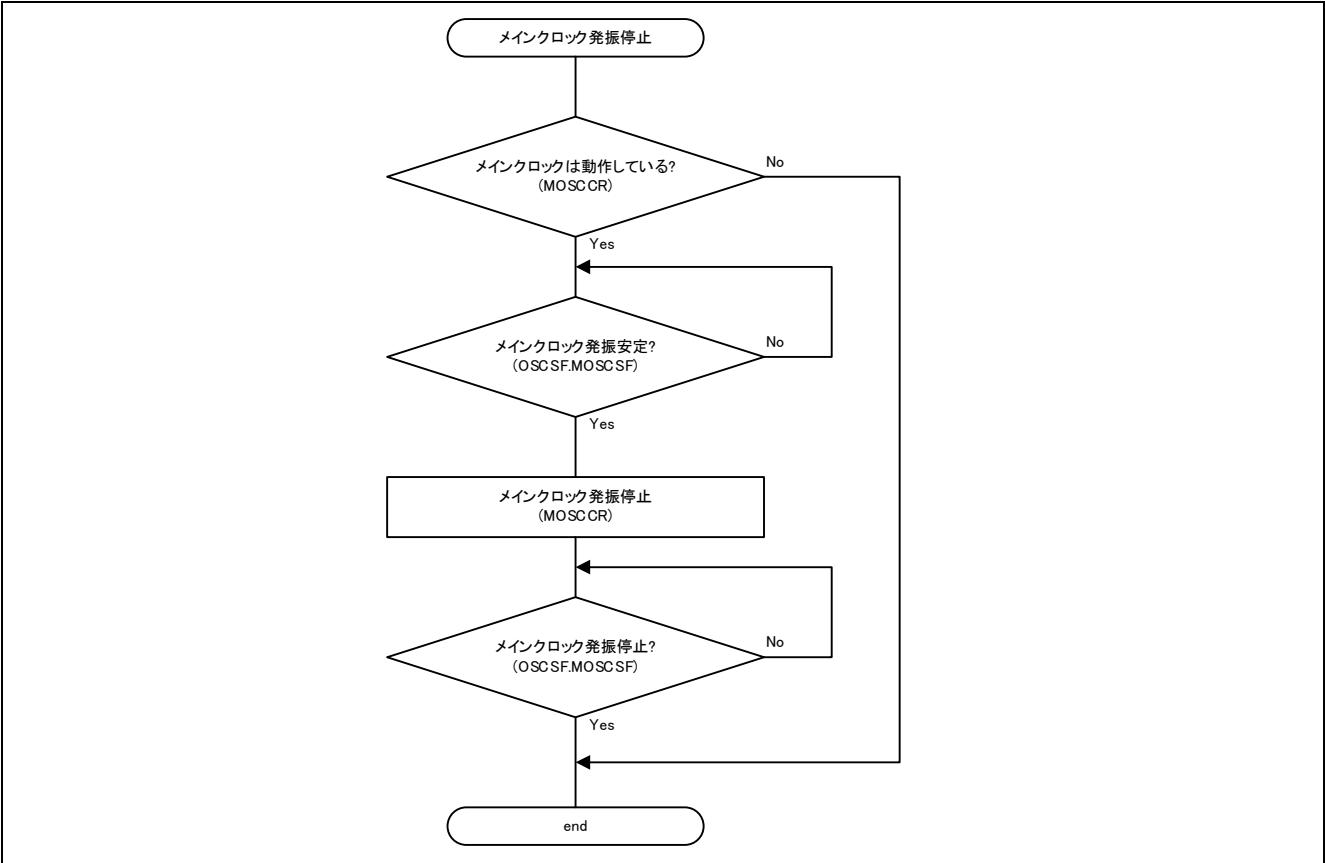 メインクロック発振停止
メインクロックは動作している?
(MOSCCR)
No
Yes
メインクロック発振安定?
(OSCSF.MOSCSF)
No
Yes
メインクロック発振停止
(MOSCCR)
メインクロック発振停止?
(OSCSF.MOSCSF)
No
Yes
end